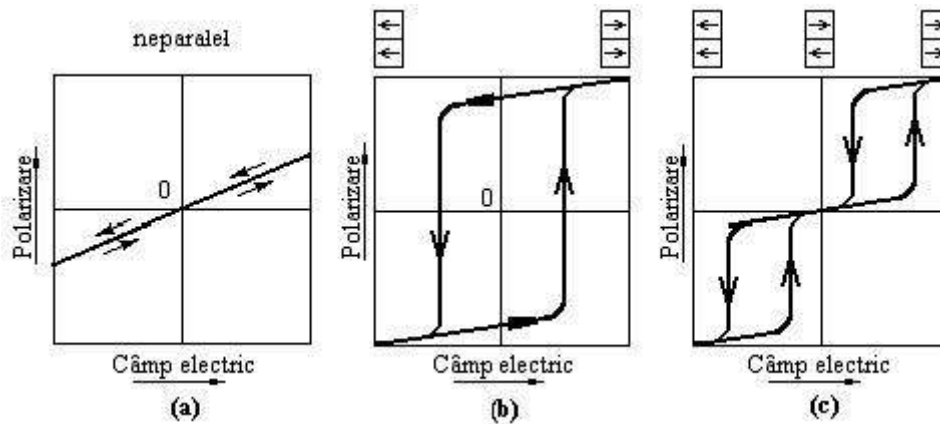 neparalel
Polarizare
0
Câmp electric
(a)
Polarizare
0
Câmp electric
(b)
Polarizare
Câmp electric
(c)